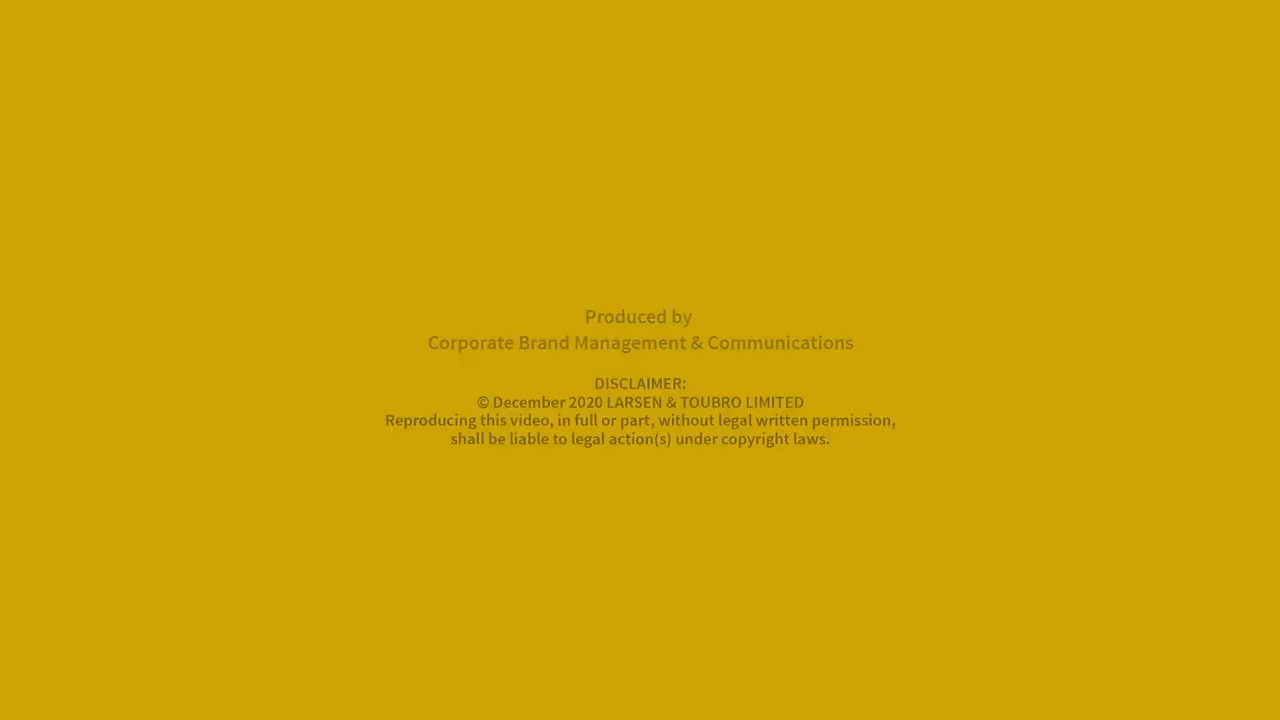 Produced by
Corporate Brand Management & Communications
DISCLAIMER:
© December 2020 LARSEN & TOUBRO LIMITED
Reproducing this video, in full or part, without legal written permission,
shall be liable to legal action(s) under copyright laws.